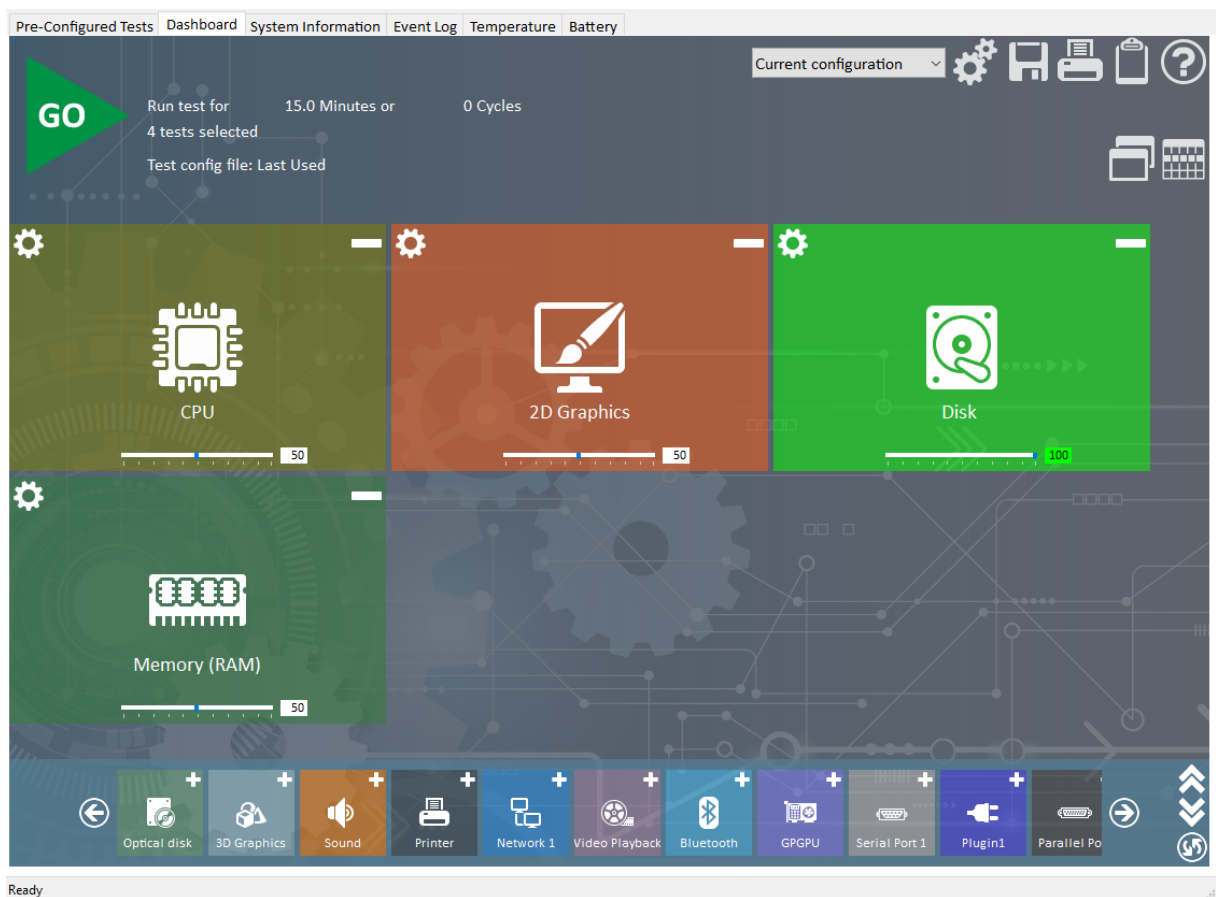 Pre-Configured Tests Dashboard System Information Event Log Temperature Battery
Current configuration
GO
Run test for 15.0 Minutes or 0 Cycles
4 tests selected
Test config file: Last Used
CPU
50
2D Graphics
50
Disk
100
Memory (RAM)
50
Optical disk 3D Graphics Sound Printer Network 1 Video Playback Bluetooth GPGPU Serial Port 1 Plugin1 Parallel Po
Ready